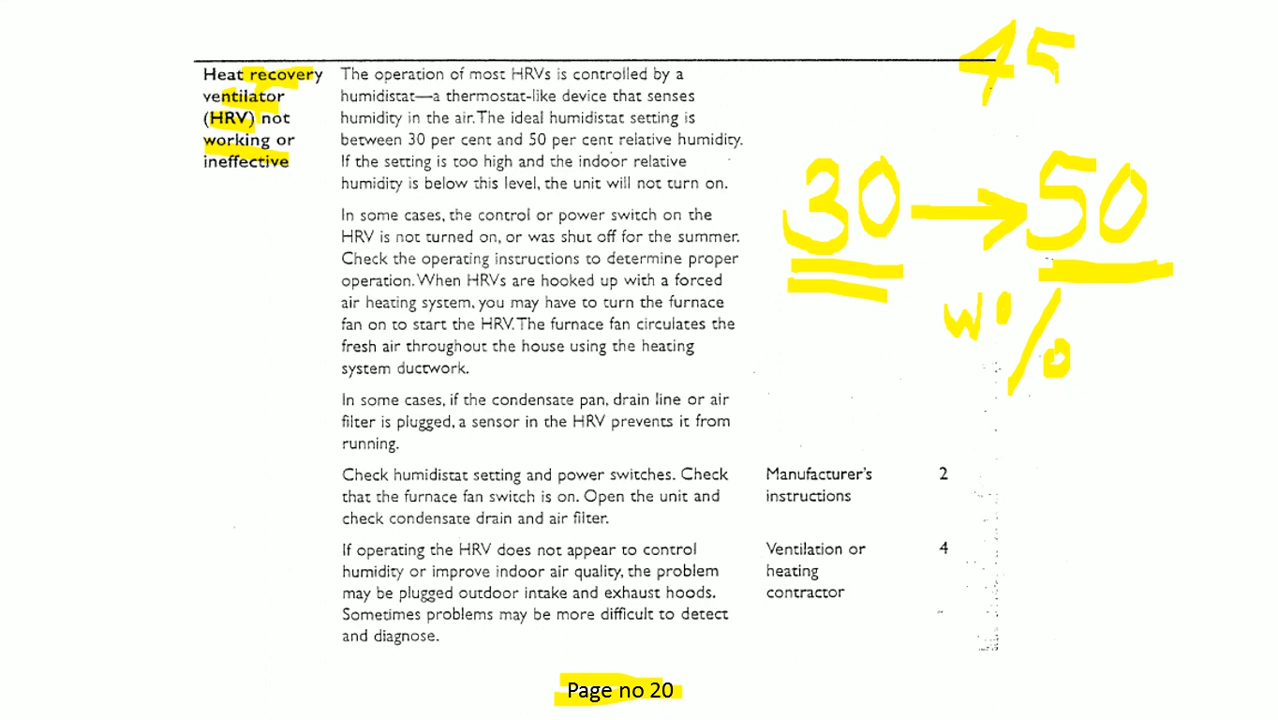 45
Heat recovery
ventilator
(HRV) not
working or
ineffective
The operation of most HRVs is controlled by a
humidistat—a thermostat-like device that senses
humidity in the air. The ideal humidistat setting is
between 30 per cent and 50 per cent relative humidity.
If the setting is too high and the indoor relative
humidity is below this level, the unit will not turn on.
30 → 50
%
In some cases, the control or power switch on the
HRV is not turned on, or was shut off for the summer.
Check the operating instructions to determine proper
operation. When HRVs are hooked up with a forced
air heating system, you may have to turn the furnace
fan on to start the HRV. The furnace fan circulates the
fresh air throughout the house using the heating
system ductwork.
In some cases, if the condensate pan, drain line or air
filter is plugged, a sensor in the HRV prevents it from
running.
Check humidistat setting and power switches. Check
that the furnace fan switch is on. Open the unit and
check condensate drain and air filter.
Manufacturer's
instructions
2
If operating the HRV does not appear to control
humidity or improve indoor air quality, the problem
may be plugged outdoor intake and exhaust hoods.
Sometimes problems may be more difficult to detect
and diagnose.
Ventilation or
heating
contractor
4
Page no 20